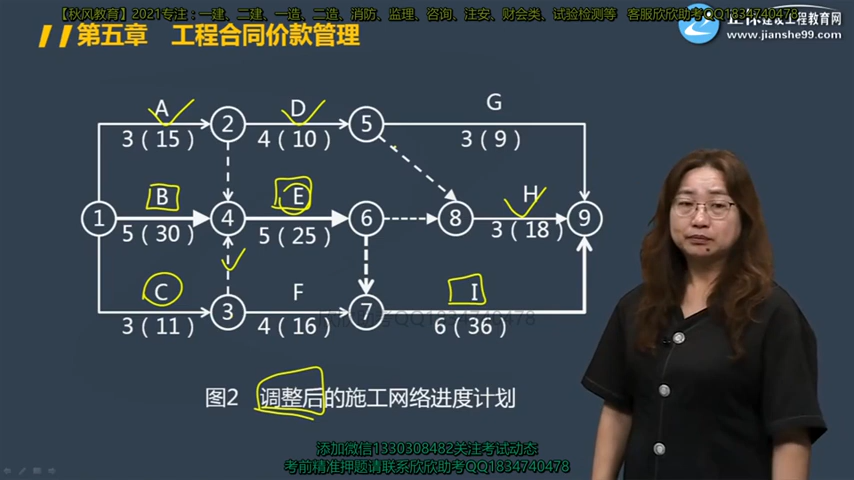 【秋风教育】2021专注：一建、二建、一造、二造、消防、监理、咨询、注安、财会类、试验检测等 客服欣欣助考QQ1834740478
建设工程教育网
www.jianshe99.com
第五章 工程合同价款管理
A D G
1 2 5
3(15) 4(10) 3(9)
B E H
4 6 8 9
5(30) 5(25) 3(18)
C F I
3 7
3(11) 4(16) 6(36)
QQ1834740478
图2 调整后的施工网络进度计划
添加微信1330308482关注考试动态
考前精准押题请联系欣欣助考QQ1834740478